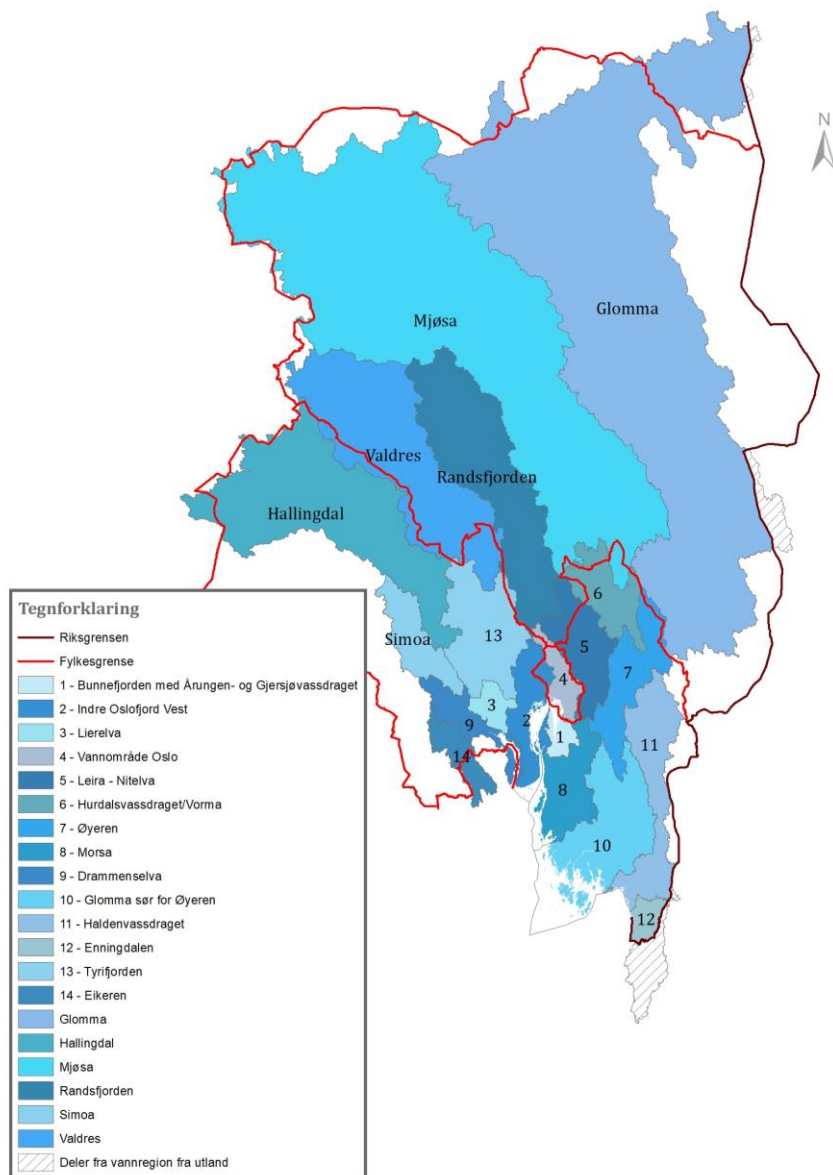 N
Glomma
Mjøsa
Valdres
Randsfjorden
Hallingdal
6
Simoa
13
5
7
4
3
2
9
1
11
14
8
10
12
Tegnforklaring
Riksgrensen
Fylkesgrense
1 - Bunnefjorden med Årungen- og Gjersjøvassdraget
2 - Indre Oslofjord Vest
3 - Lierelva
4 - Vannområde Oslo
5 - Leira - Nitelva
6 - Hurdalsvassdraget/Vorma
7 - Øyeren
8 - Morsa
9 - Drammenselva
10 - Glomma sør for Øyeren
11 - Haldenvassdraget
12 - Enningdalen
13 - Tyrifjorden
14 - Eikeren
Glomma
Hallingdal
Mjøsa
Randsfjorden
Simoa
Valdres
Deler fra vannregion fra utland